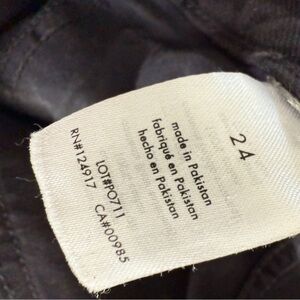 24
made in Pakistan
fabriqué en Pakistan
hecho en Pakistan
LOT#PO711
RN#124917 CA#00985